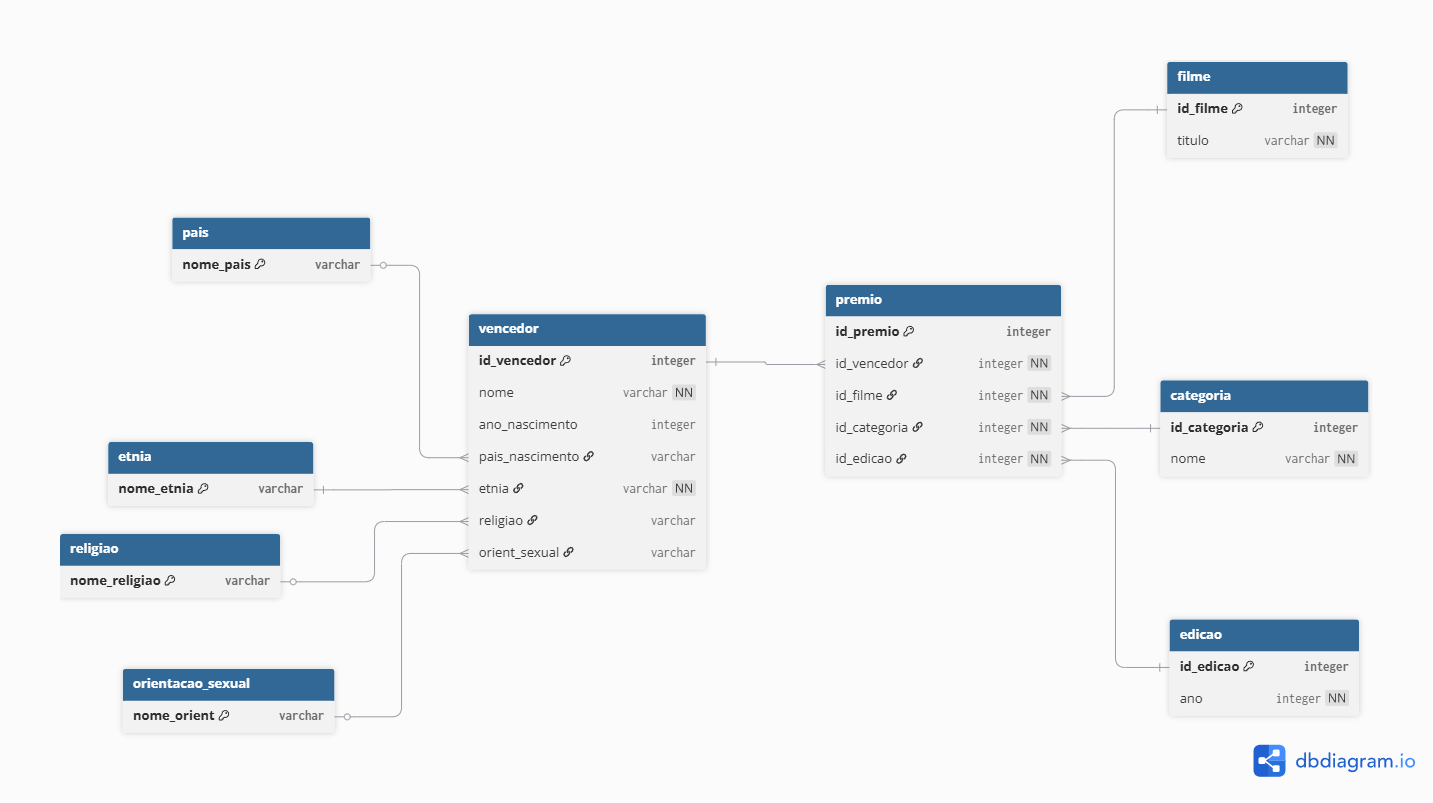 filme
id_filme integer
titulo varchar NN
pais
nome_pais varchar
premio
id_premio integer
id_vencedor integer NN
id_filme integer NN
id_categoria integer NN
id_edicao integer NN
vencedor
id_vencedor integer
nome varchar NN
ano_nascimento integer
pais_nascimento varchar
etnia varchar NN
religiao varchar
orient_sexual varchar
categoria
id_categoria integer
nome varchar NN
etnia
nome_etnia varchar
religiao
nome_religiao varchar
edicao
id_edicao integer
ano integer NN
orientacao_sexual
nome_orient varchar
dbdiagram.io